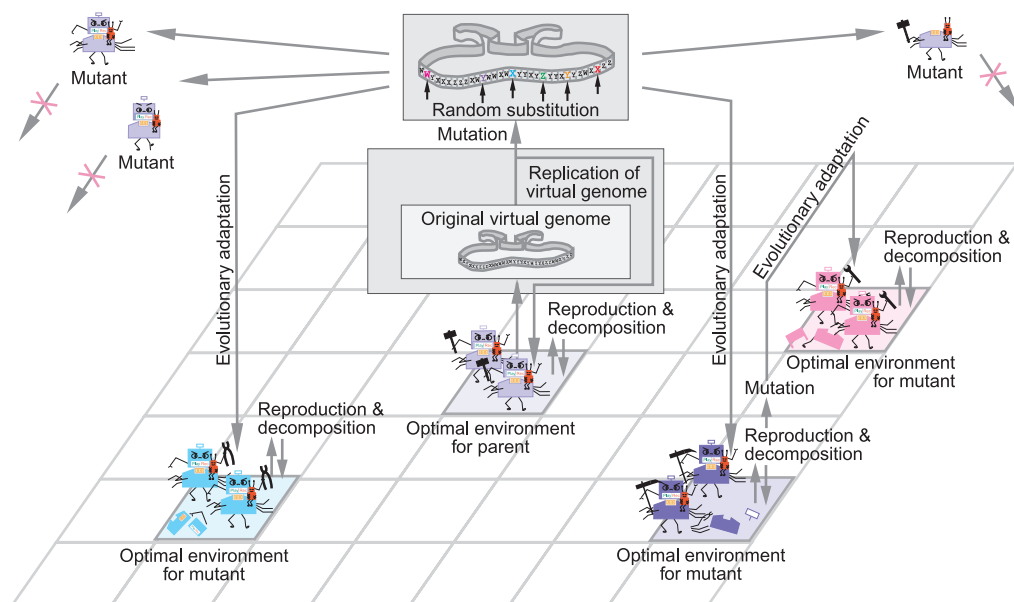 Mutant
Mutant
Random substitution
Mutant
Mutation
Replication of
virtual genome
Original virtual genome
Evolutionary adaptation
Evolutionary adaptation
Evolutionary adaptation
Reproduction &
decomposition
Reproduction &
decomposition
Optimal environment
for mutant
Mutation
Optimal environment
for parent
Reproduction &
decomposition
Reproduction &
decomposition
Optimal environment
for mutant
Optimal environment
for mutant